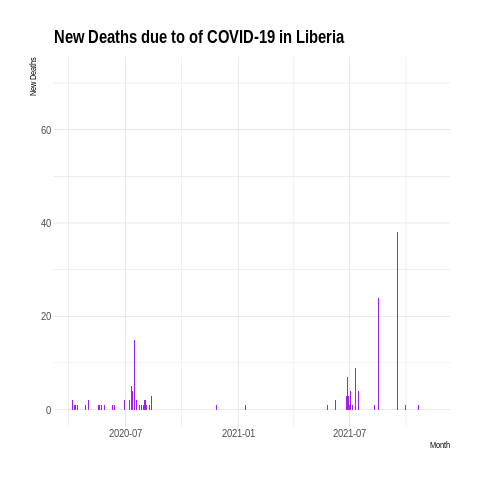 New Deaths due to of COVID-19 in Liberia
New Deaths
60
40
20
0
2020-07
2021-01
2021-07
Month